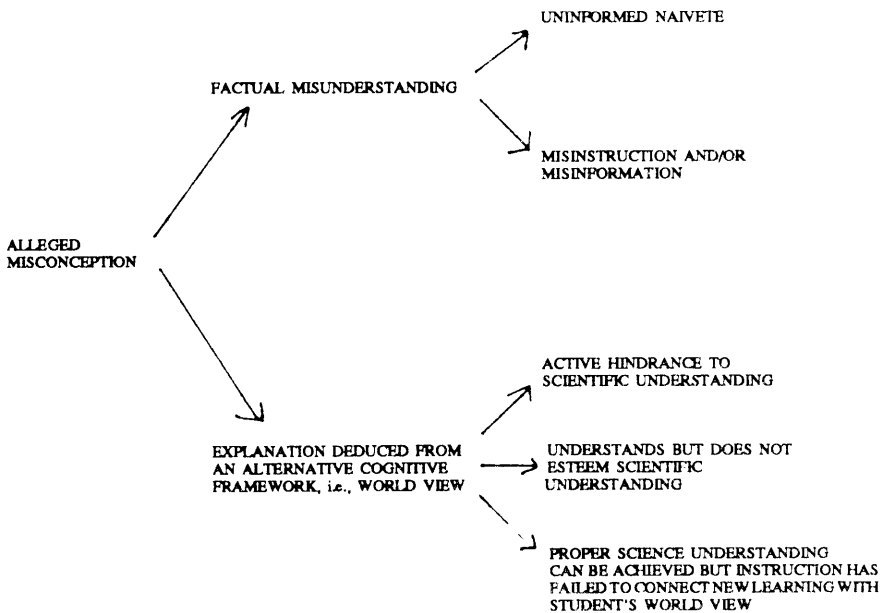 UNINFORMED NAIVETE
FACTUAL MISUNDERSTANDING
MISINSTRUCTION AND/OR
MISINFORMATION
ALLEGED
MISCONCEPTION
ACTIVE HINDRANCE TO
SCIENTIFIC UNDERSTANDING
EXPLANATION DEDUCED FROM
AN ALTERNATIVE COGNITIVE
FRAMEWORK, i.e., WORLD VIEW
UNDERSTANDS BUT DOES NOT
ESTEEM SCIENTIFIC
UNDERSTANDING
PROPER SCIENCE UNDERSTANDING
CAN BE ACHIEVED BUT INSTRUCTION HAS
FAILED TO CONNECT NEW LEARNING WITH
STUDENT'S WORLD VIEW